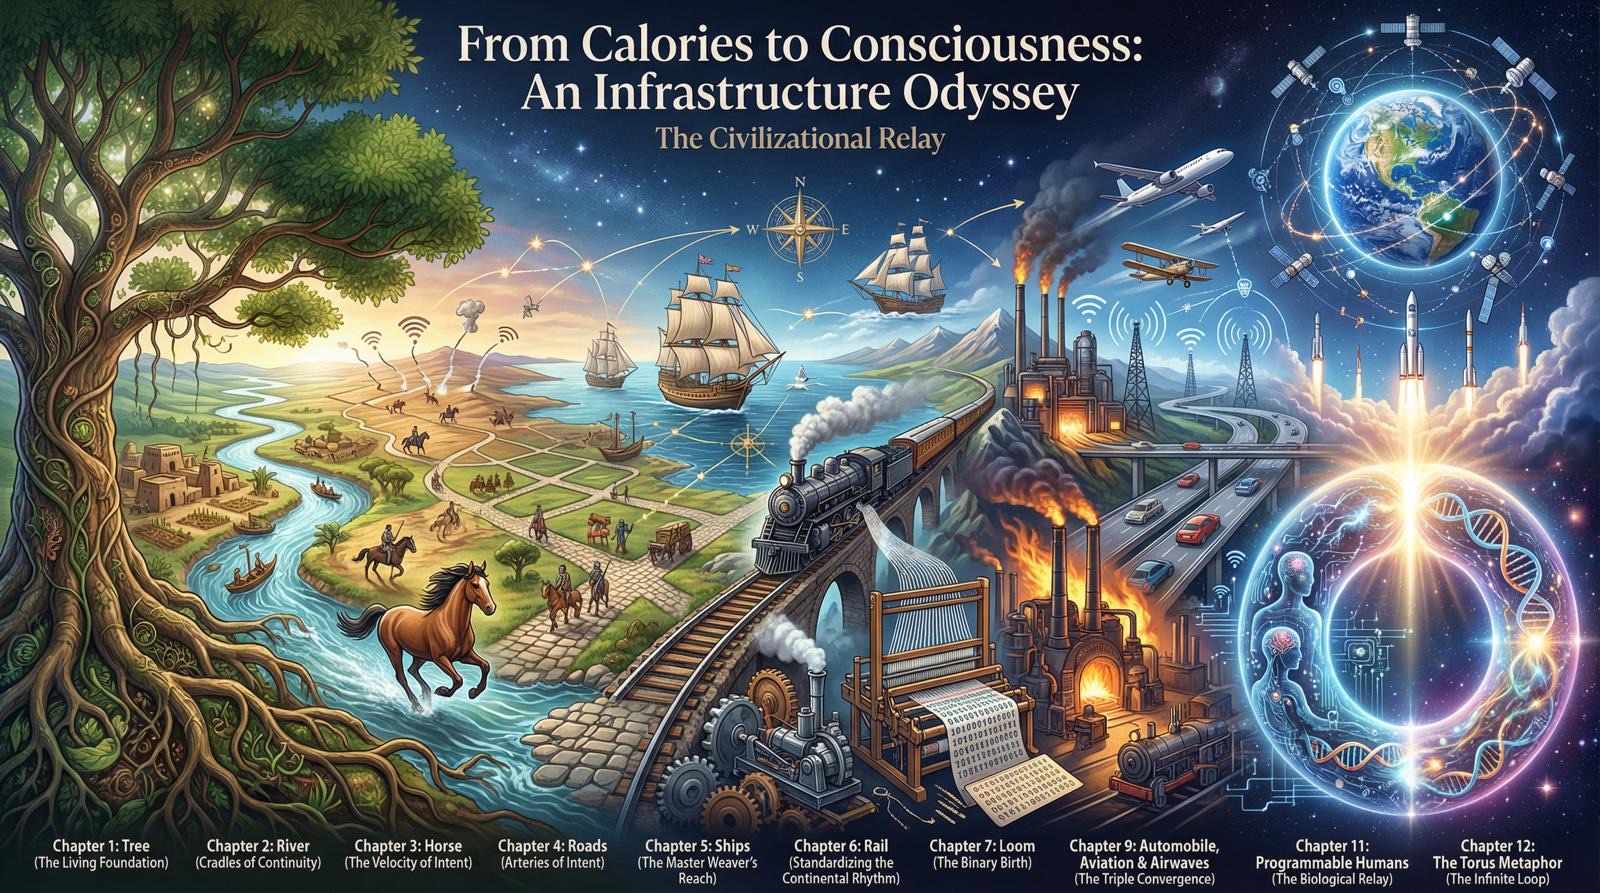 From Calories to Consciousness:
An Infrastructure Odyssey
The Civilizational Relay
N
W
E
S
Chapter 1: Tree
(The Living Foundation)
Chapter 2: River
(Cradles of Continuity)
Chapter 3: Horse
(The Velocity of Intent)
Chapter 4: Roads
(Arteries of Intent)
Chapter 5: Ships
(The Master Weaver's
Reach)
Chapter 6: Rail
(Standardizing the
Continental Rhythm)
Chapter 7: Loom
(The Binary Birth)
Chapter 9: Automobile,
Aviation & Airwaves
(The Triple Convergence)
Chapter 11:
Programmable Humans
(The Biological Relay)
Chapter 12:
The Torus Metaphor
(The Infinite Loop)